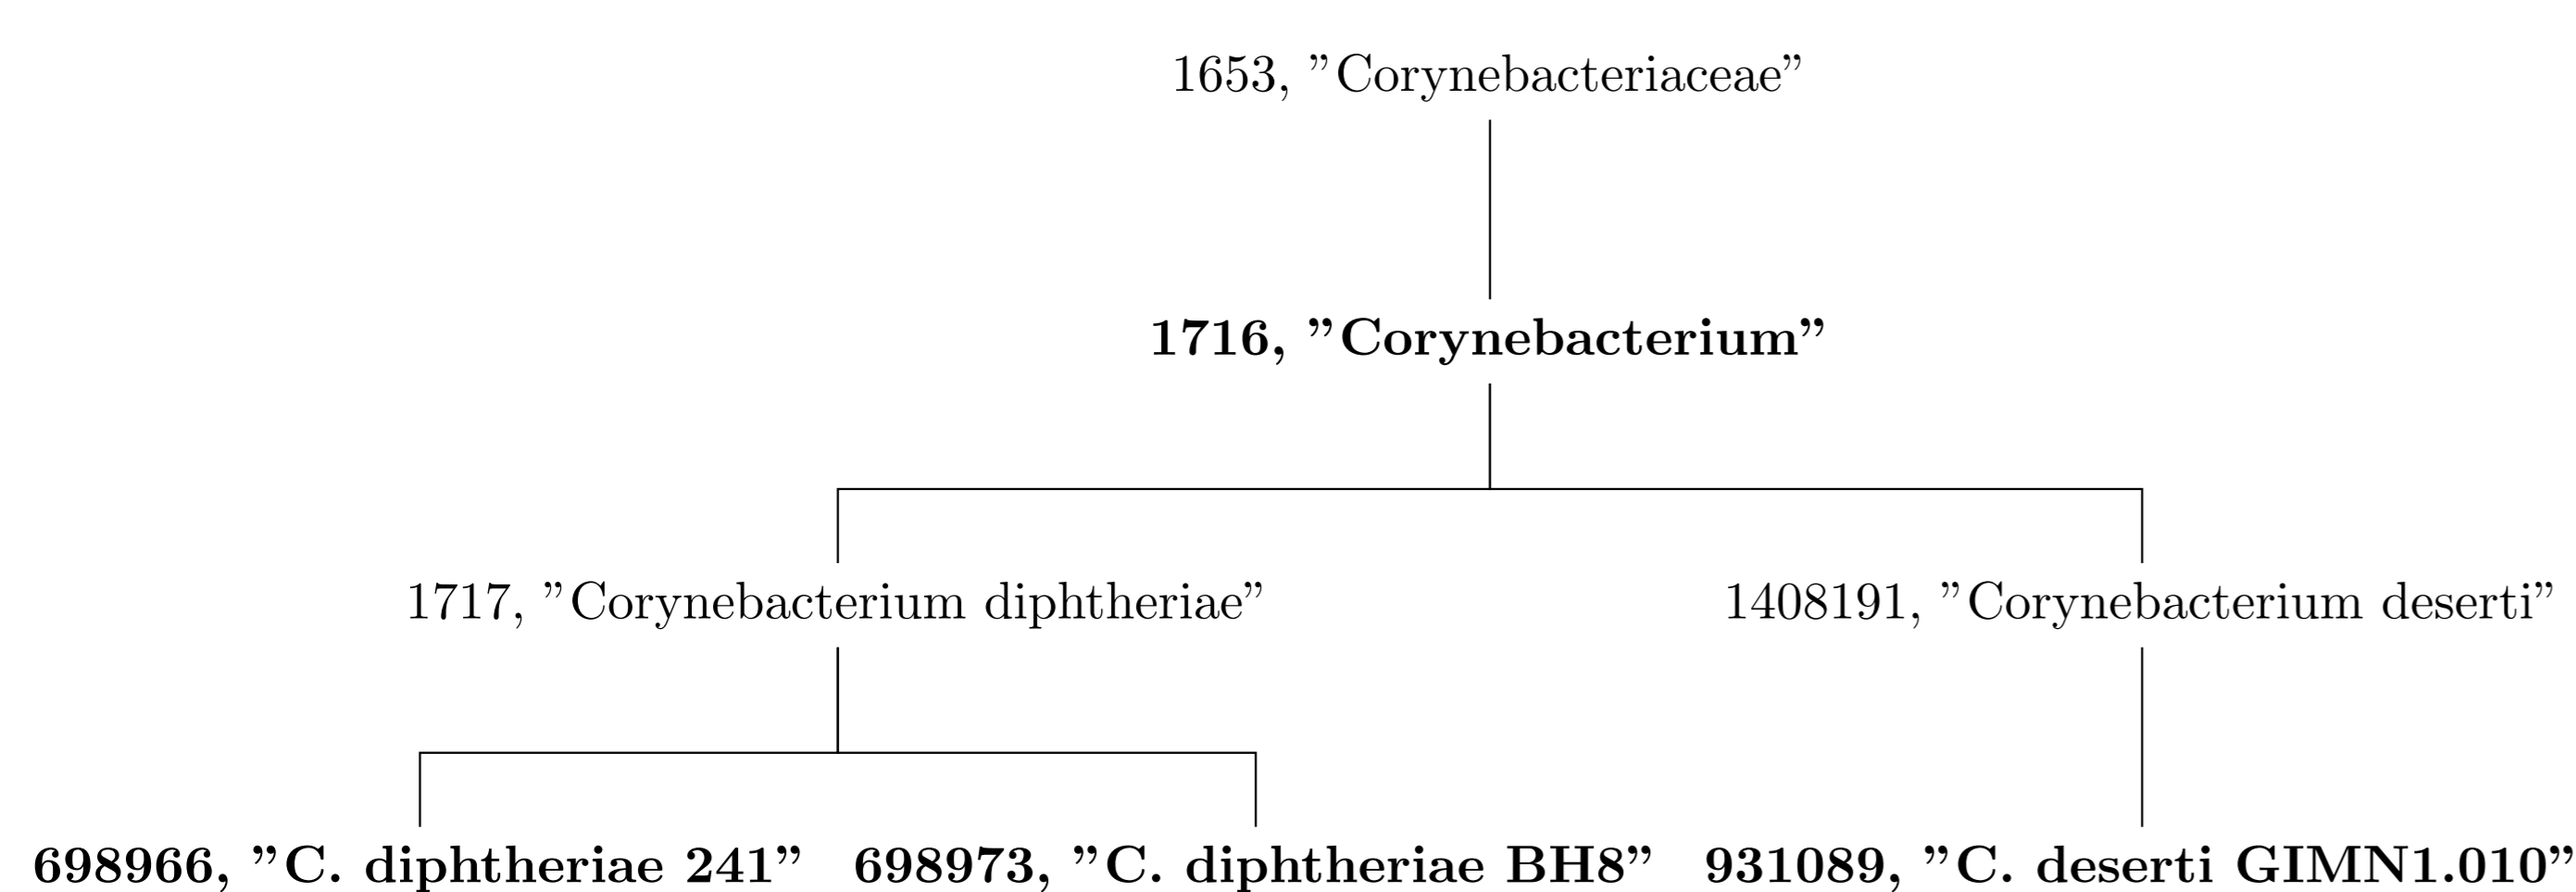 1653, ”Corynebacteriaceae”
1716, ”Corynebacterium”
1717, ”Corynebacterium diphtheriae”
1408191, ”Corynebacterium deserti”
698966, ”C. diphtheriae 241”
698973, ”C. diphtheriae BH8”
931089, ”C. deserti GIMN1.010”